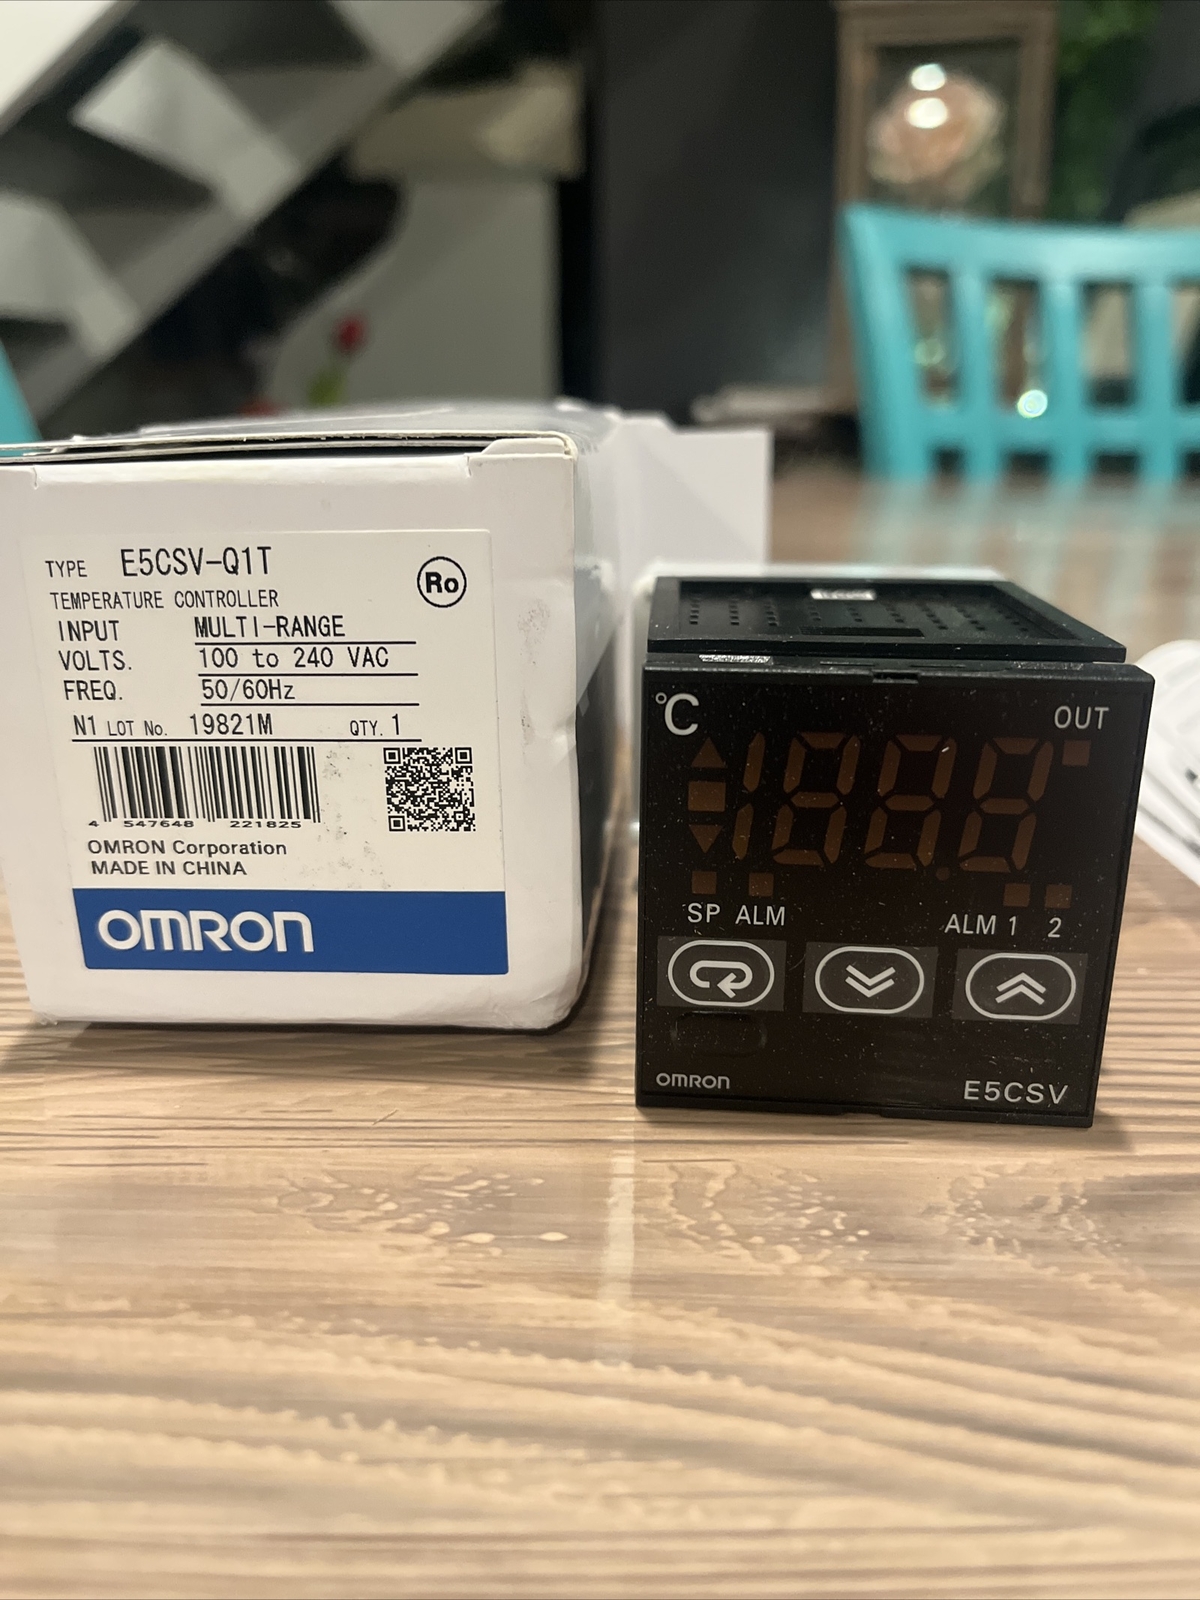 TYPE E5CSV-Q1T
Ro
TEMPERATURE CONTROLLER
INPUT MULTI-RANGE
VOLTS. 100 to 240 VAC
FREQ. 50/60Hz
N1 LOT No. 19821M QTY. 1
4 547648 221825
OMRON Corporation
MADE IN CHINA
OMRON
°C OUT
SP ALM ALM 1 2
OMRON E5CSV